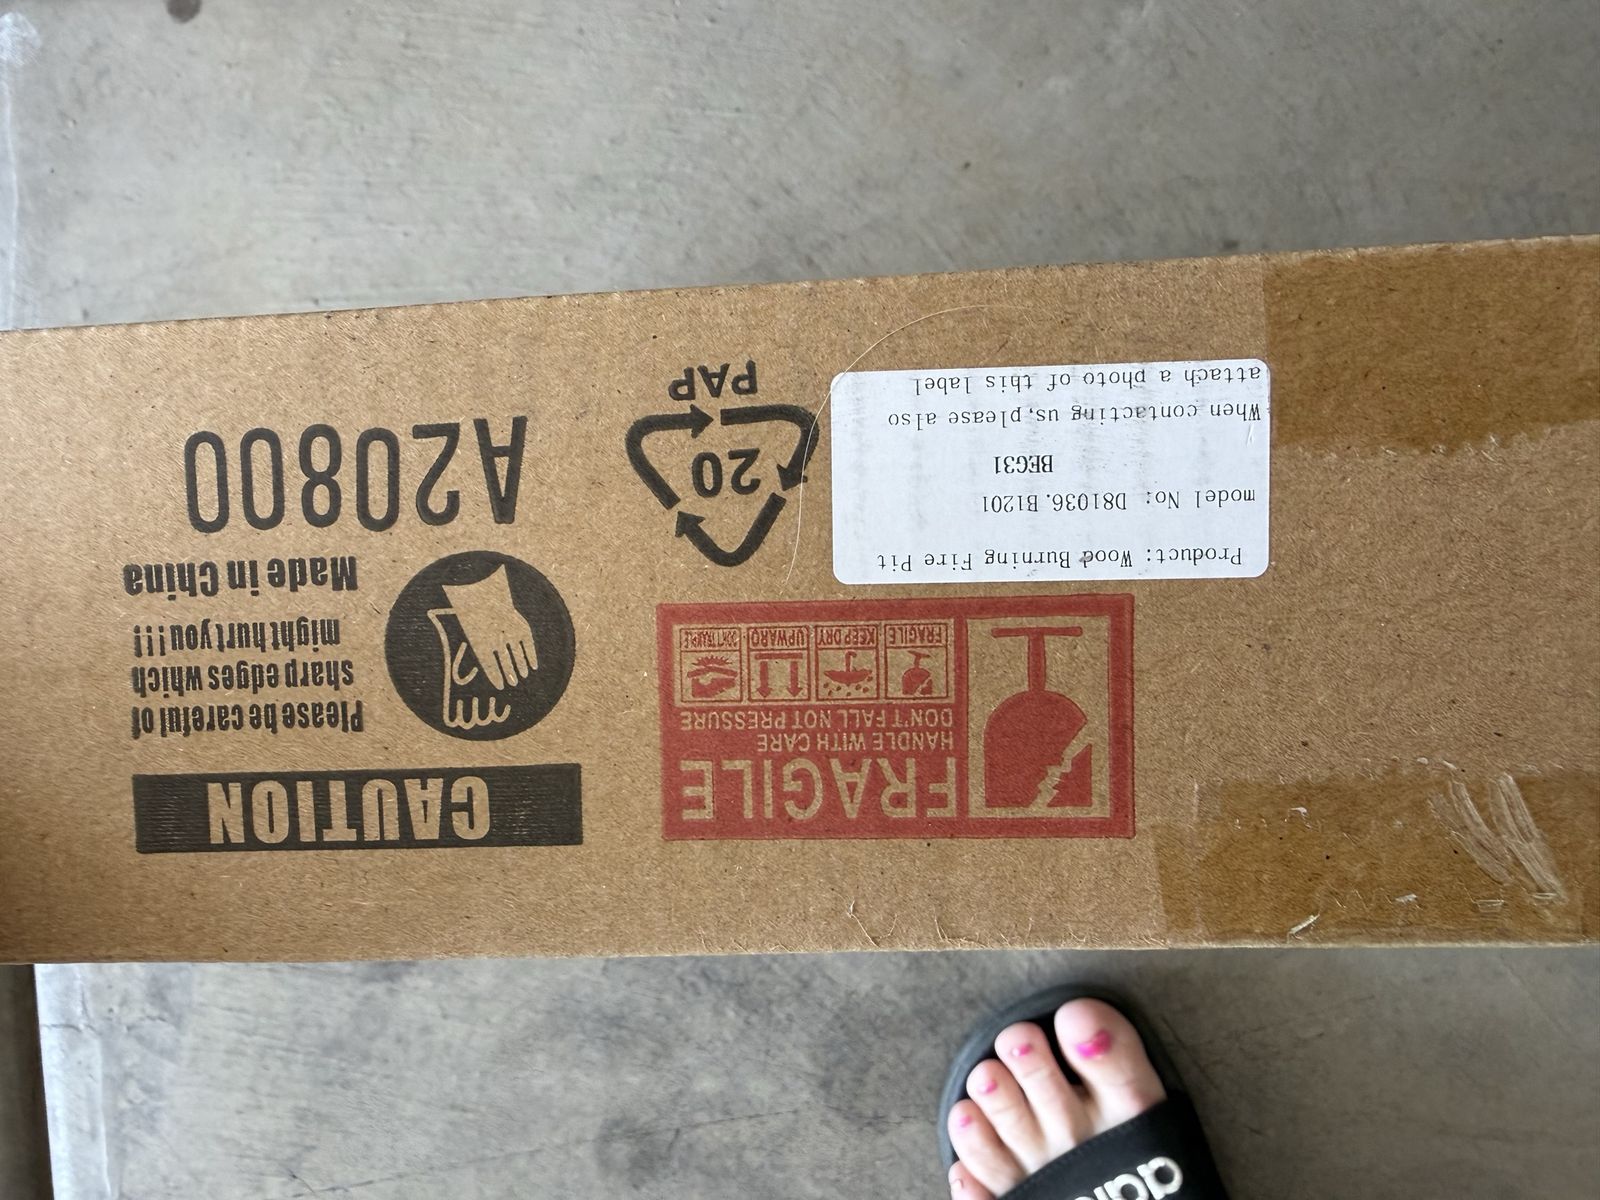 CAUTION
Please be careful of
sharp edges which
might hurt you!!!
Made in China
A20800
FRAGILE
HANDLE WITH CARE
DON'T FALL NOT PRESSURE
FRAGILE
KEEP DRY
UPWARD
DON'T TRAMPLE
Product: Wood Burning Fire Pit
model No: D81036.B1201
BEG31
When contacting us,please also
attach a photo of this label
20
PAP